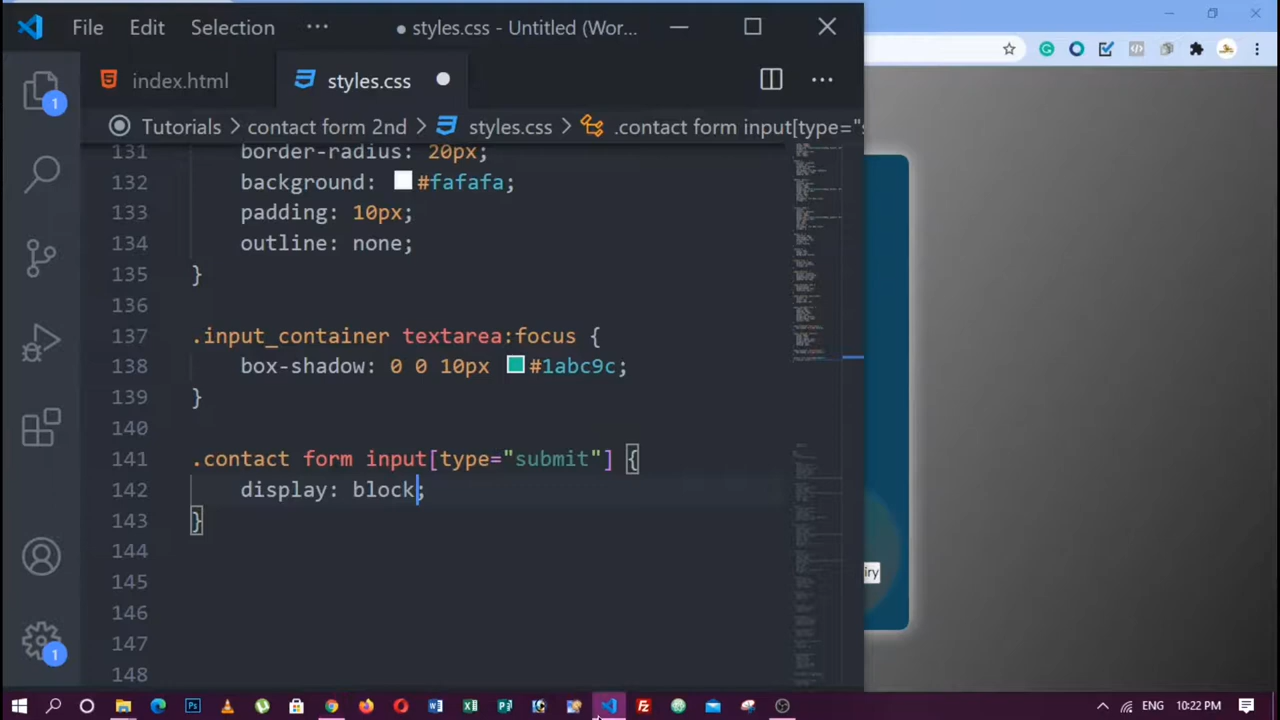 File Edit Selection ··· ● styles.css - Untitled (Wor...
index.html styles.css ● ···
Tutorials > contact form 2nd > styles.css > .contact form input[type="s
131 border-radius: 20px;
132 background: #fafafa;
133 padding: 10px;
134 outline: none;
135 }
136
137 .input_container textarea:focus {
138 box-shadow: 0 0 10px #1abc9c;
139 }
140
141 .contact form input[type="submit"] {
142 display: block;
143 }
144
145
146
147
148
1
1
iry
ENG 10:22 PM